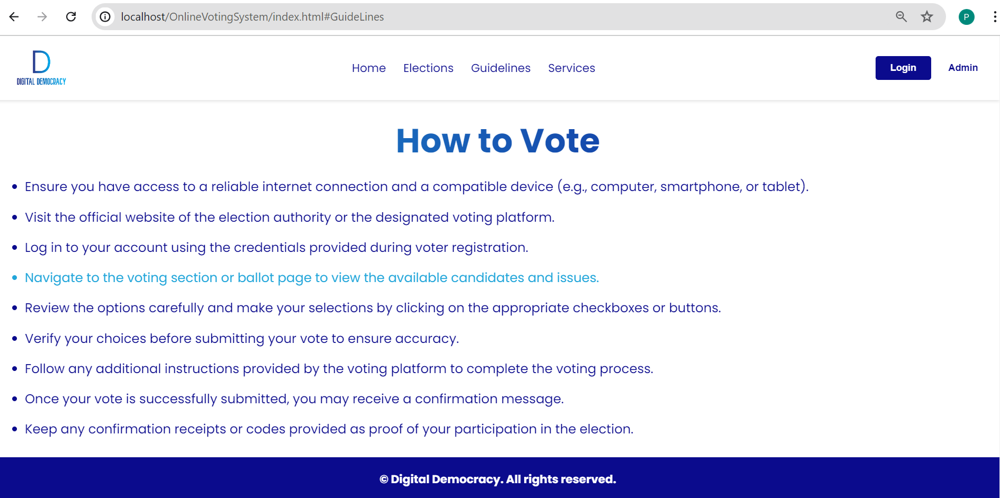 localhost/OnlineVotingSystem/index.html#GuideLines
P
D
DIGITAL DEMOCRACY
Home Elections Guidelines Services
Login Admin
How to Vote
• Ensure you have access to a reliable internet connection and a compatible device (e.g., computer, smartphone, or tablet).
• Visit the official website of the election authority or the designated voting platform.
• Log in to your account using the credentials provided during voter registration.
• Navigate to the voting section or ballot page to view the available candidates and issues.
• Review the options carefully and make your selections by clicking on the appropriate checkboxes or buttons.
• Verify your choices before submitting your vote to ensure accuracy.
• Follow any additional instructions provided by the voting platform to complete the voting process.
• Once your vote is successfully submitted, you may receive a confirmation message.
• Keep any confirmation receipts or codes provided as proof of your participation in the election.
© Digital Democracy. All rights reserved.